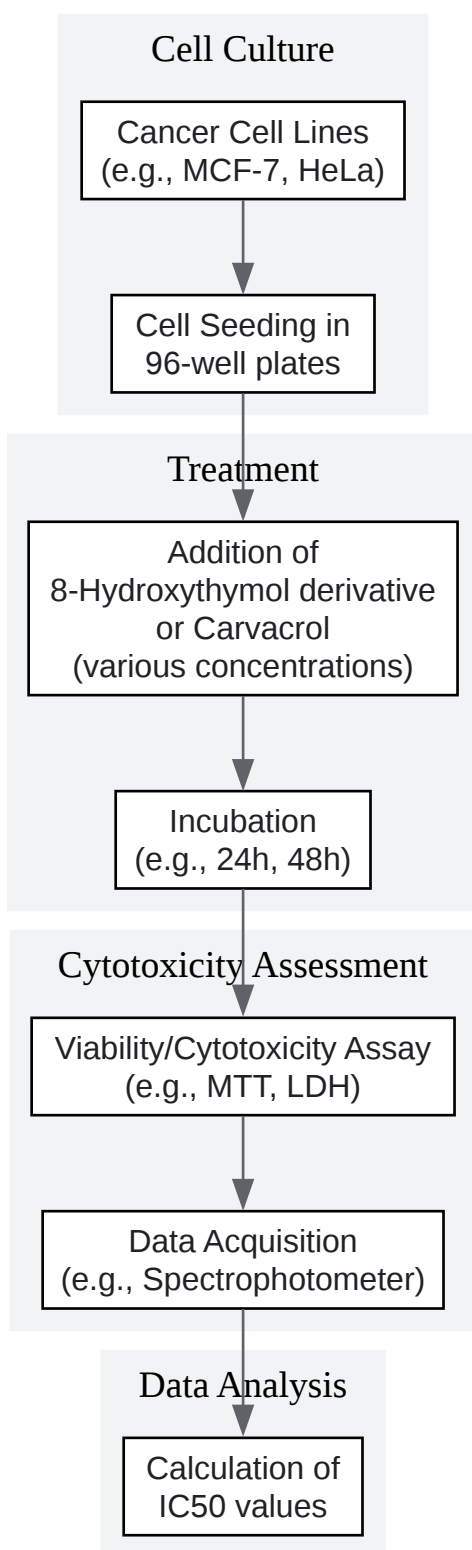 Cell Culture
Cancer Cell Lines
(e.g., MCF-7, HeLa)
Cell Seeding in
96-well plates
Treatment
Addition of
8-Hydroxythymol derivative
or Carvacrol
(various concentrations)
Incubation
(e.g., 24h, 48h)
Cytotoxicity Assessment
Viability/Cytotoxicity Assay
(e.g., MTT, LDH)
Data Acquisition
(e.g., Spectrophotometer)
Data Analysis
Calculation of
IC50 values